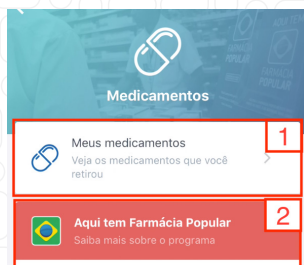 Medicamentos
Meus medicamentos
1
Veja os medicamentos que você
retirou
Aqui tem Farmácia Popular
2
Saiba mais sobre o programa